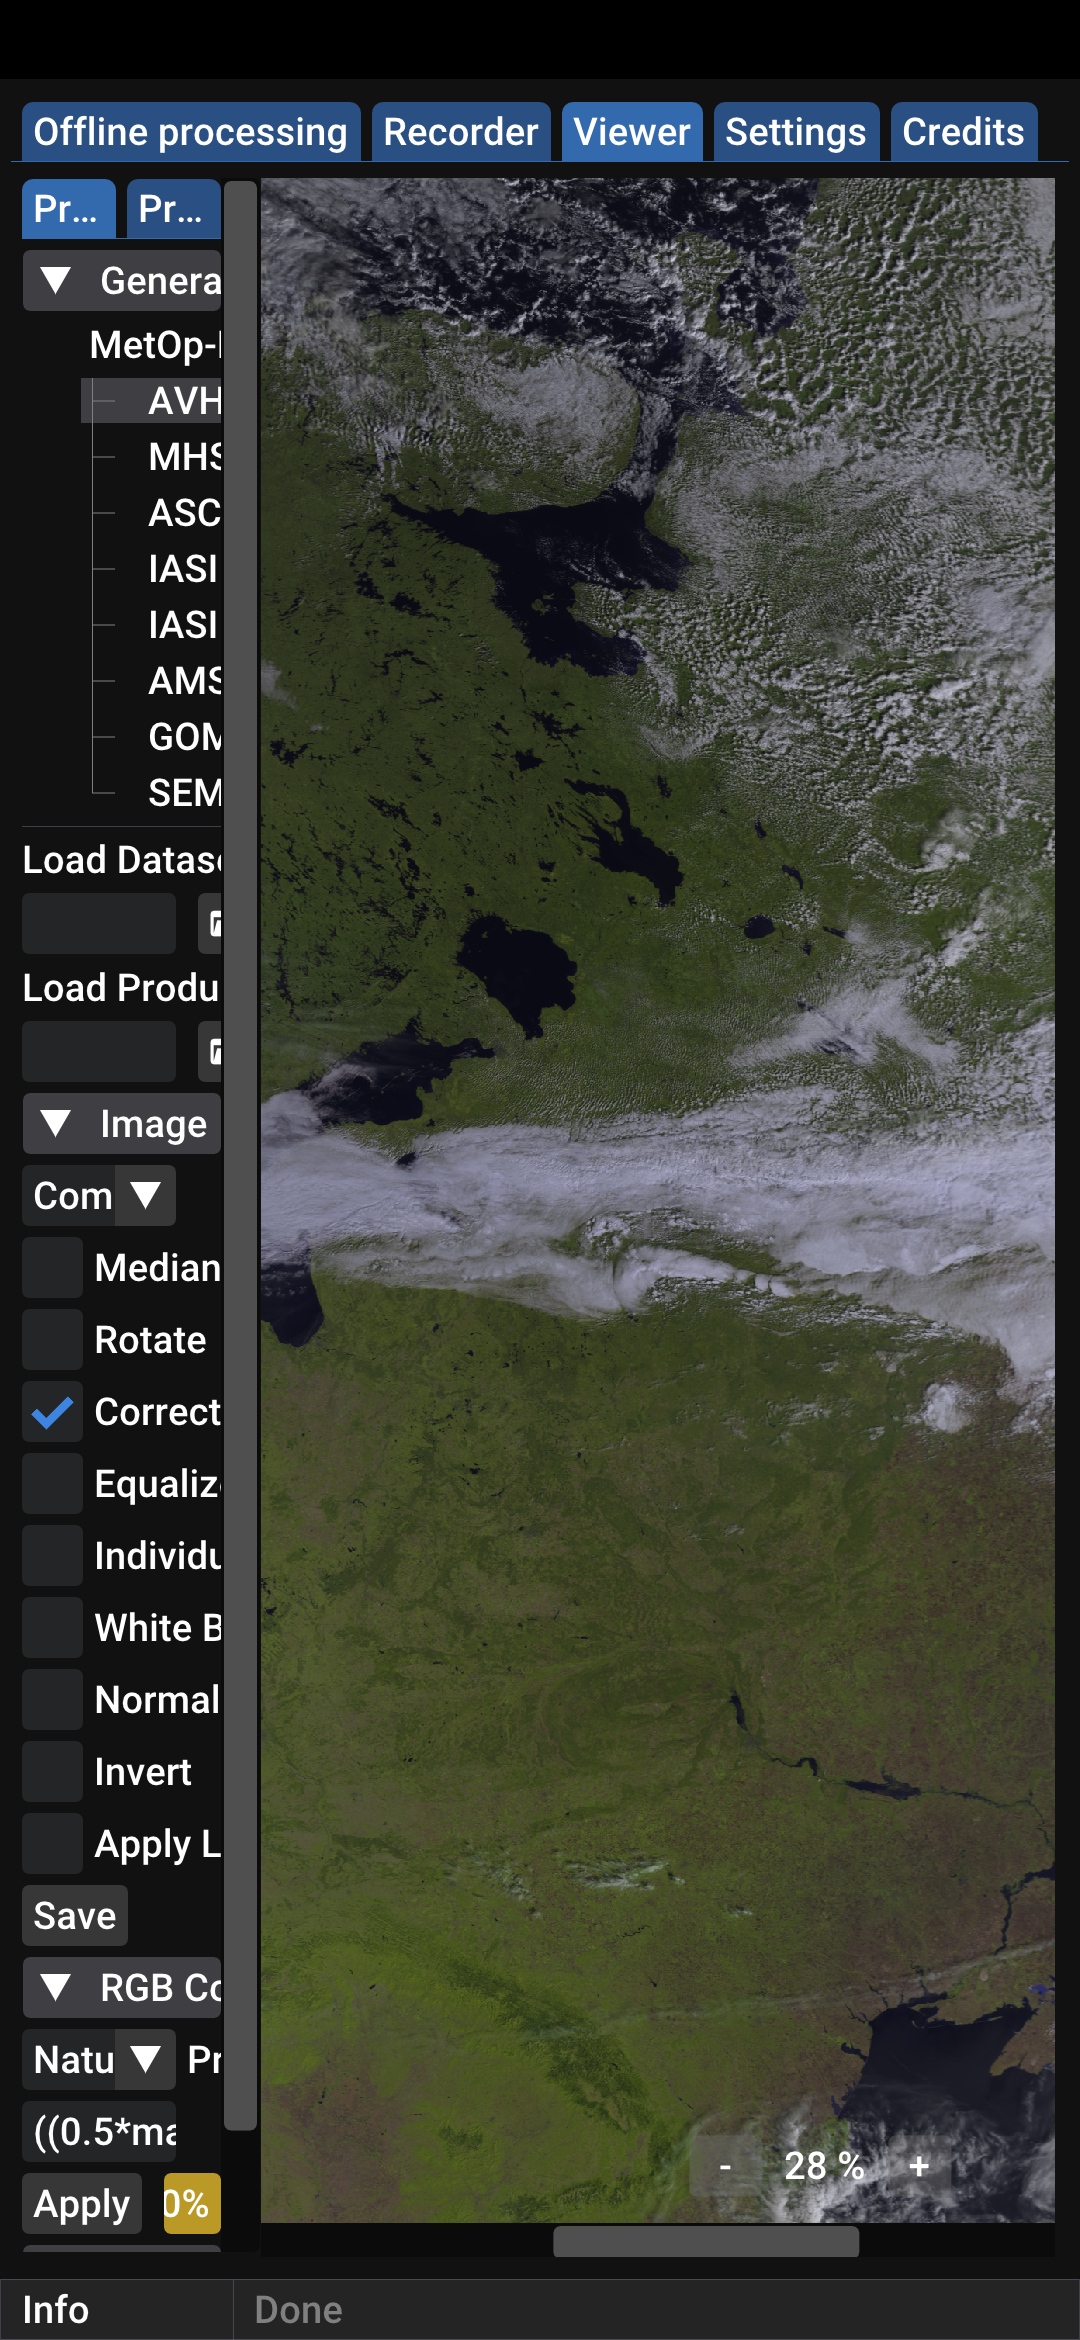 Offline processing Recorder Viewer Settings Credits
Pr... Pr...
Genera
MetOp-
AVH
MHS
ASC
IASI
IASI
AMS
GOM
SEM
Load Datas
Load Produ
Image
Com
Median
Rotate
Correct
Equaliz
Individu
White B
Normal
Invert
Apply L
Save
RGB Co
Natu Pr
((0.5*ma
Apply 0%
- 28 % +
Info Done